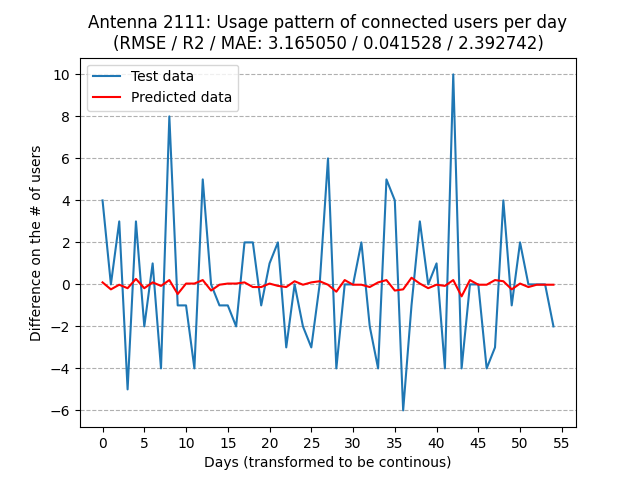 Antenna 2111: Usage pattern of connected users per day
(RMSE / R2 / MAE: 3.165050 / 0.041528 / 2.392742)
Test data
Predicted data
Difference on the # of users
10
8
6
4
2
0
−2
−4
−6
0 5 10 15 20 25 30 35 40 45 50 55
Days (transformed to be continous)